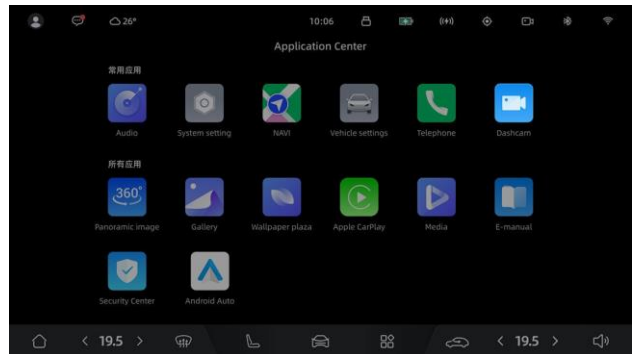 26° 10:06
Application Center
常用应用
Audio System setting NAVI Vehicle settings Telephone Dashcam
所有应用
360°
Panoramic image Gallery Wallpaper plaza Apple CarPlay Media E-manual
Security Center Android Auto
< 19.5 > < 19.5 >